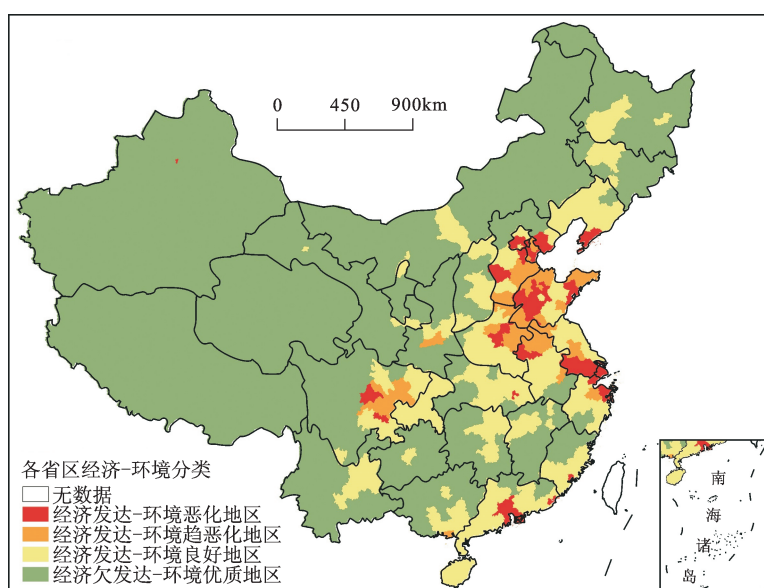 0 450 900km
各省区经济-环境分类
无数据
经济发达-环境恶化地区
经济发达-环境趋恶化地区
经济发达-环境良好地区
经济欠发达-环境优质地区
南
海
诸
岛